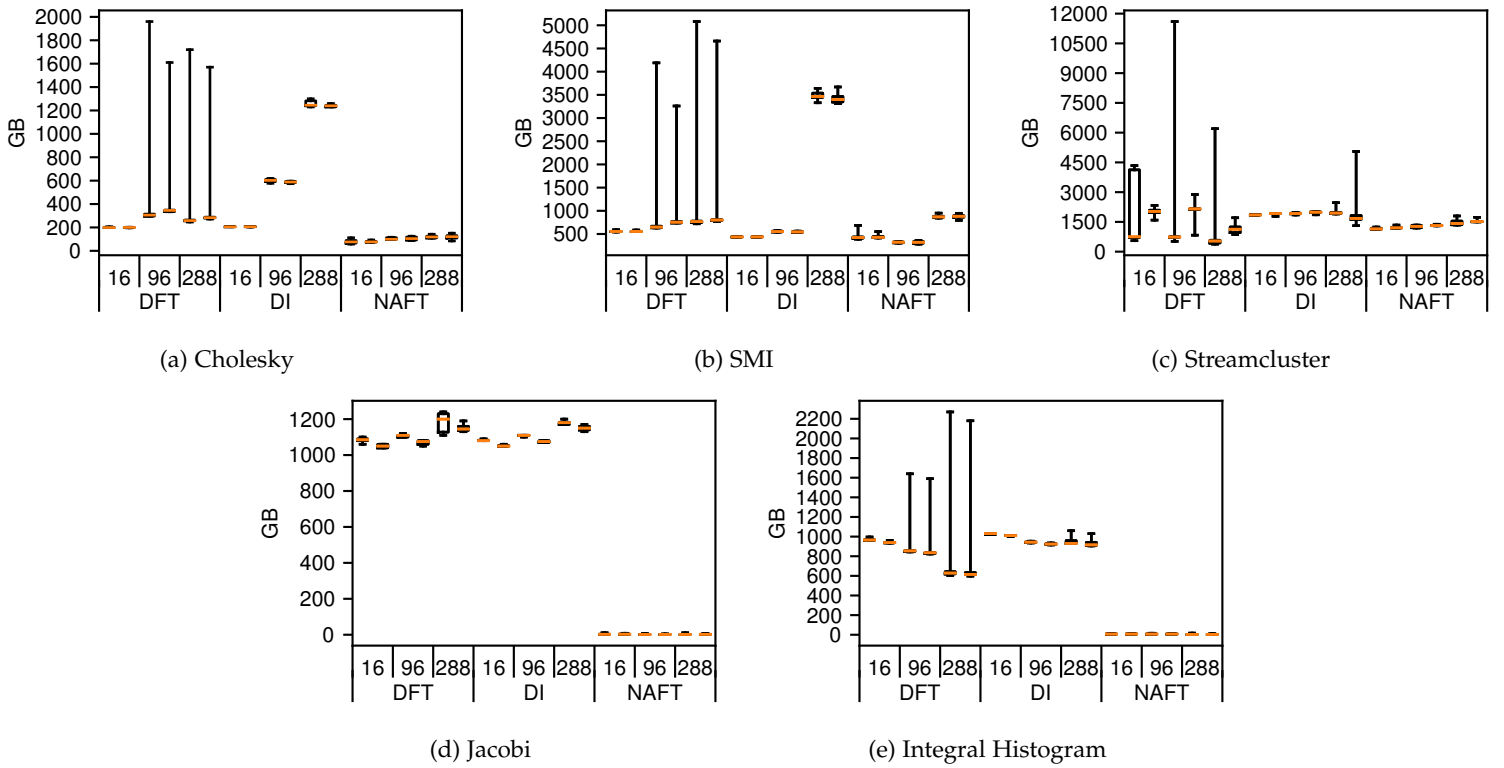 2000
1800
1600
1400
1200
1000
800
600
400
200
0
GB
16 96 288 16 96 288 16 96 288
DFT DI NAFT
(a) Cholesky
5000
4500
4000
3500
3000
2500
2000
1500
1000
500
GB
16 96 288 16 96 288 16 96 288
DFT DI NAFT
(b) SMI
12000
10500
9000
7500
6000
4500
3000
1500
0
GB
16 96 288 16 96 288 16 96 288
DFT DI NAFT
(c) Streamcluster
1200
1000
800
600
400
200
0
GB
16 96 288 16 96 288 16 96 288
DFT DI NAFT
(d) Jacobi
2200
2000
1800
1600
1400
1200
1000
800
600
400
200
0
GB
16 96 288 16 96 288 16 96 288
DFT DI NAFT
(e) Integral Histogram